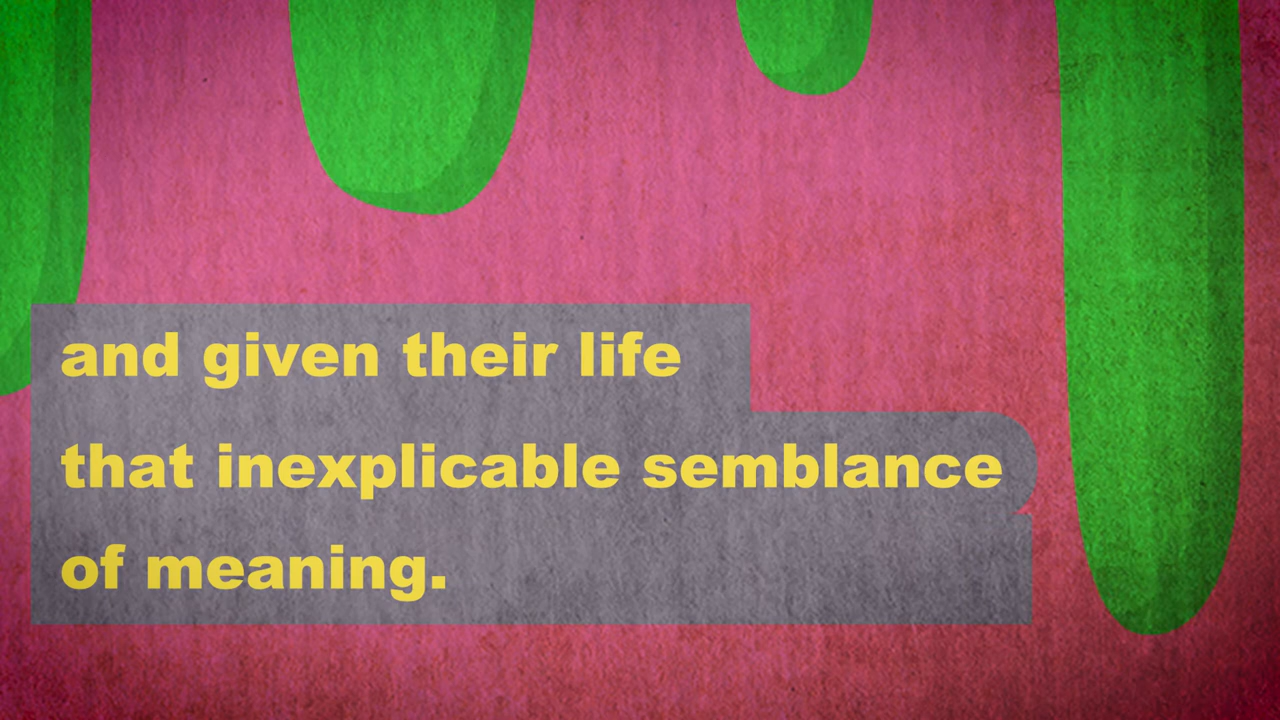 and given their life
that inexplicable semblance
of meaning.